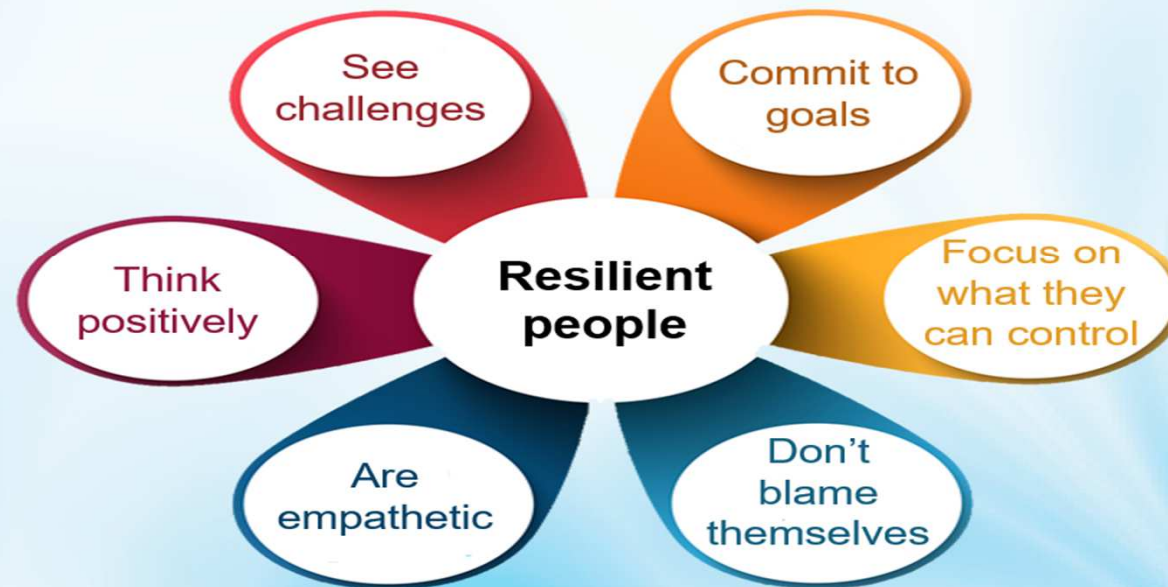 See
challenges
Commit to
goals
Think
positively
Resilient
people
Focus on
what they
can control
Are
empathetic
Don't
blame
themselves